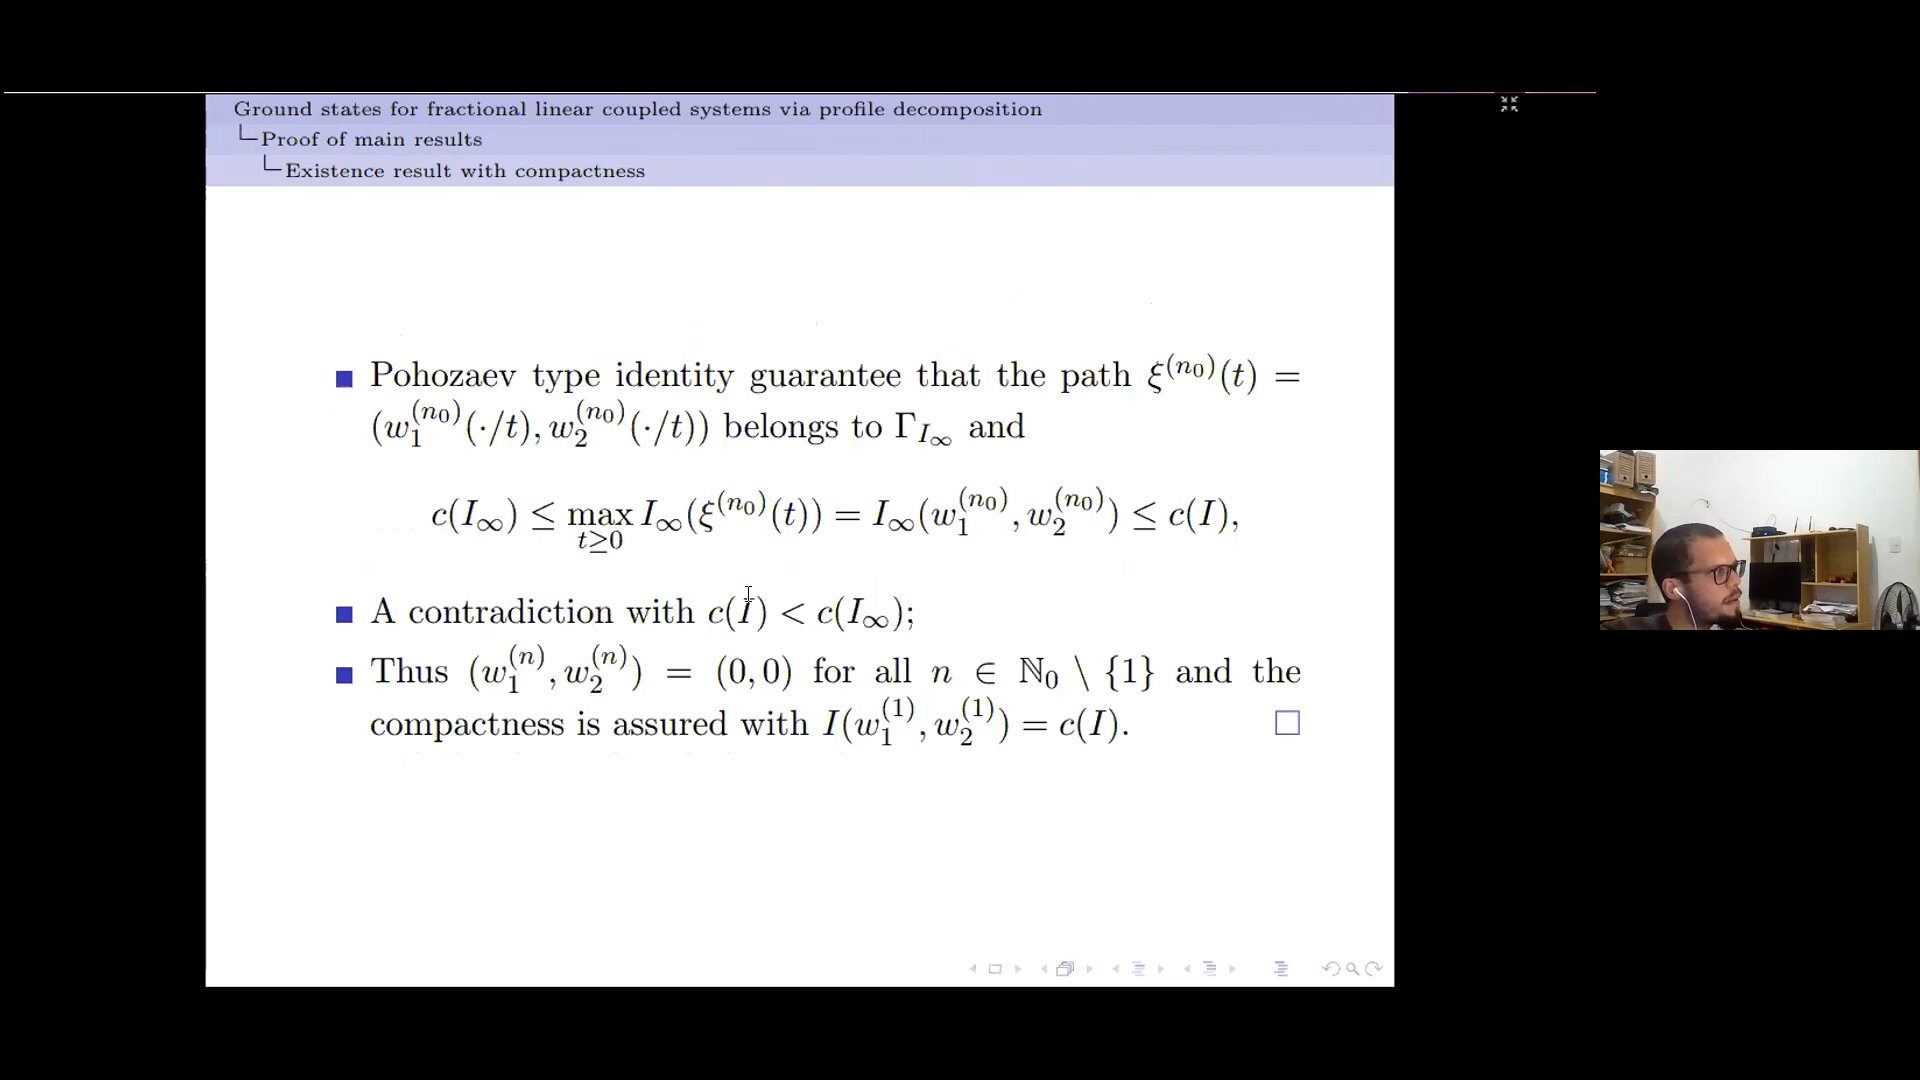 Ground states for fractional linear coupled systems via profile decomposition
Proof of main results
Existence result with compactness
■ Pohozaev type identity guarantee that the path ξ^{(n_0)}(t) =
(w_1^{(n_0)}(·/t), w_2^{(n_0)}(·/t)) belongs to Γ_{I_∞} and
c(I_∞) ≤ max_{t≥0} I_∞(ξ^{(n_0)}(t)) = I_∞(w_1^{(n_0)}, w_2^{(n_0)}) ≤ c(I),
■ A contradiction with c(I) < c(I_∞);
■ Thus (w_1^{(n)}, w_2^{(n)}) = (0, 0) for all n ∈ ℕ_0 \ {1} and the
compactness is assured with I(w_1^{(1)}, w_2^{(1)}) = c(I). □